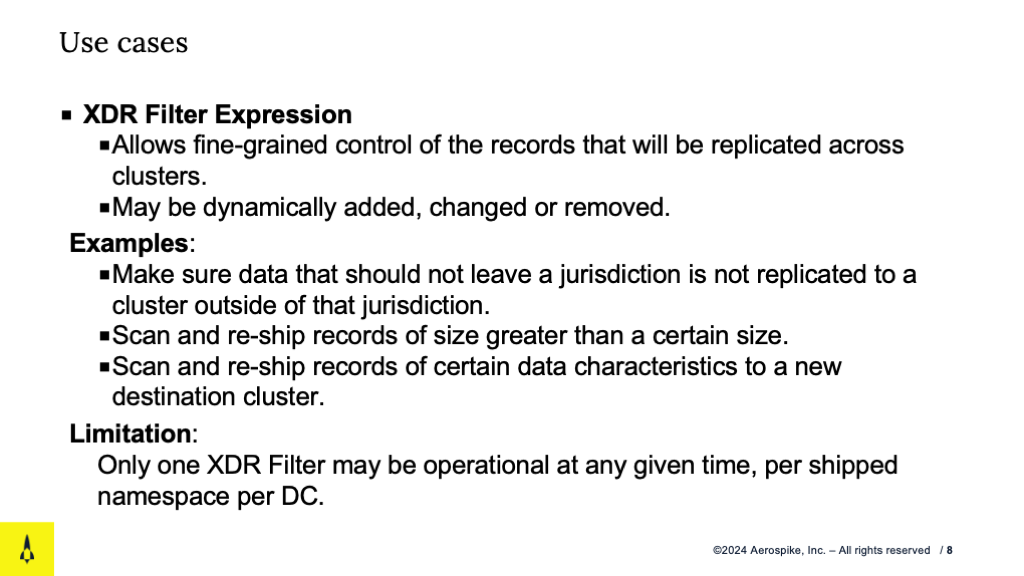 Use cases
▪ XDR Filter Expression
▪Allows fine-grained control of the records that will be replicated across
clusters.
▪May be dynamically added, changed or removed.
Examples:
▪Make sure data that should not leave a jurisdiction is not replicated to a
cluster outside of that jurisdiction.
▪Scan and re-ship records of size greater than a certain size.
▪Scan and re-ship records of certain data characteristics to a new
destination cluster.
Limitation:
Only one XDR Filter may be operational at any given time, per shipped
namespace per DC.
©2024 Aerospike, Inc. – All rights reserved / 8